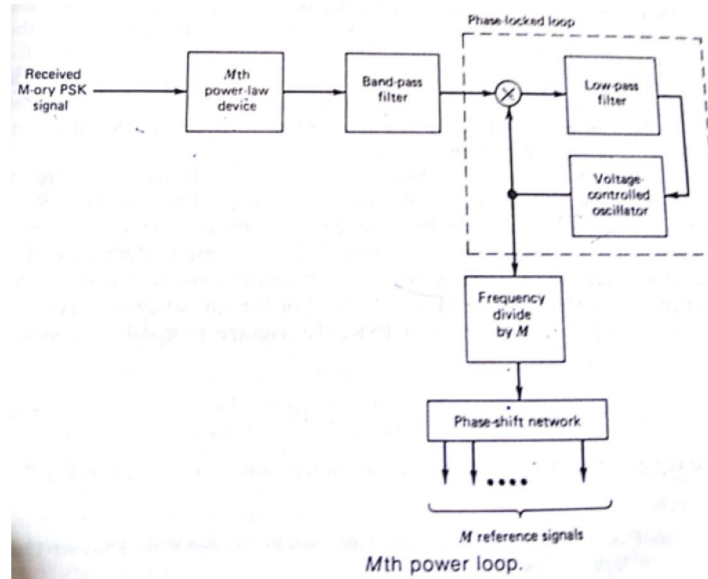 Phase-locked loop
Received
M-ory PSK
signal
Mth
power-law
device
Band-pass
filter
Low-pass
filter
Voltage-
controlled
oscillator
Frequency
divide
by M
Phase-shift network
M reference signals
Mth power loop.